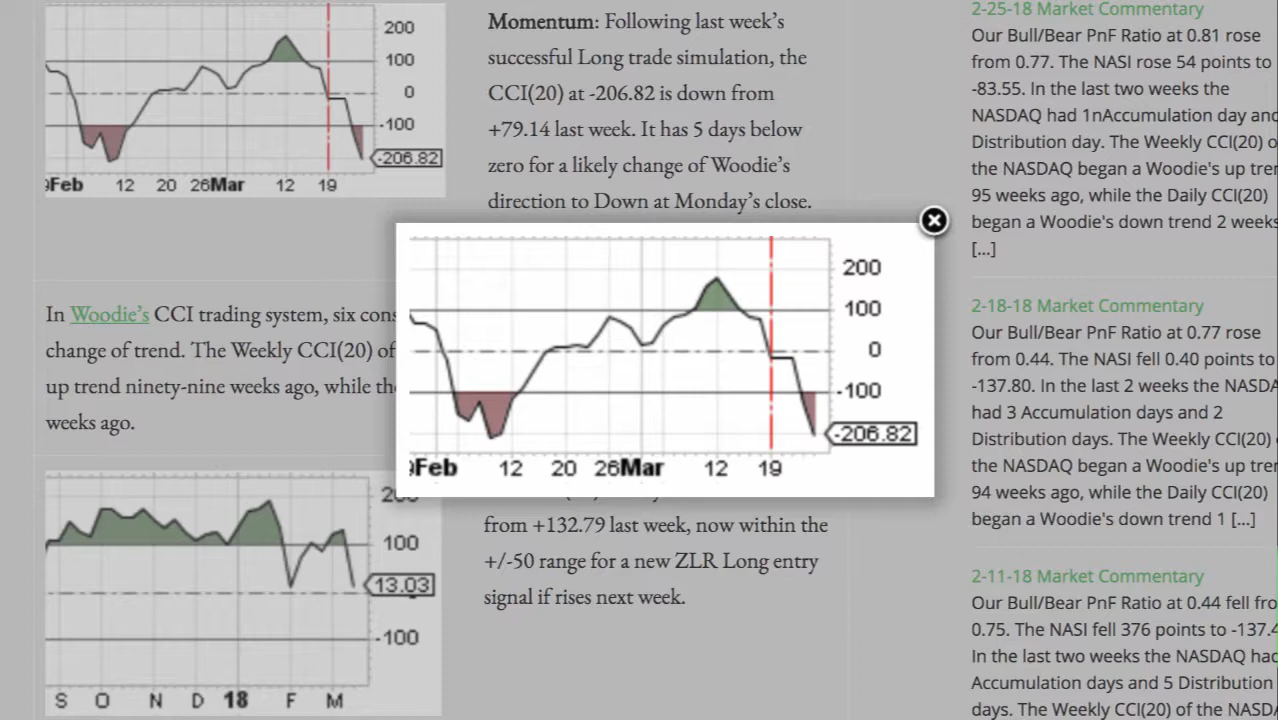 200
100
0
-100
-206.82
Feb 12 20 26Mar 12 19
Momentum: Following last week's
successful Long trade simulation, the
CCI(20) at -206.82 is down from
+79.14 last week. It has 5 days below
zero for a likely change of Woodie's
direction to Down at Monday's close.
In Woodie's CCI trading system, six cons
change of trend. The Weekly CCI(20) of
up trend ninety-nine weeks ago, while th
weeks ago.
200
100
0
-100
-206.82
Feb 12 20 26Mar 12 19
100
13.03
-100
S O N D 18 F M
from +132.79 last week, now within the
+/-50 range for a new ZLR Long entry
signal if rises next week.
2-25-18 Market Commentary
Our Bull/Bear PnF Ratio at 0.81 rose
from 0.77. The NASI rose 54 points to
-83.55. In the last two weeks the
NASDAQ had 1nAccumulation day and
Distribution day. The Weekly CCI(20) o
the NASDAQ began a Woodie's up tre
95 weeks ago, while the Daily CCI(20)
began a Woodie's down trend 2 weeks
[...]
2-18-18 Market Commentary
Our Bull/Bear PnF Ratio at 0.77 rose
from 0.44. The NASI fell 0.40 points to
-137.80. In the last 2 weeks the NASDA
had 3 Accumulation days and 2
Distribution days. The Weekly CCI(20)
the NASDAQ began a Woodie's up tre
94 weeks ago, while the Daily CCI(20)
began a Woodie's down trend 1 [...]
2-11-18 Market Commentary
Our Bull/Bear PnF Ratio at 0.44 fell fro
0.75. The NASI fell 376 points to -137.4
In the last two weeks the NASDAQ had
Accumulation days and 5 Distribution
days. The Weekly CCI(20) of the NASDA